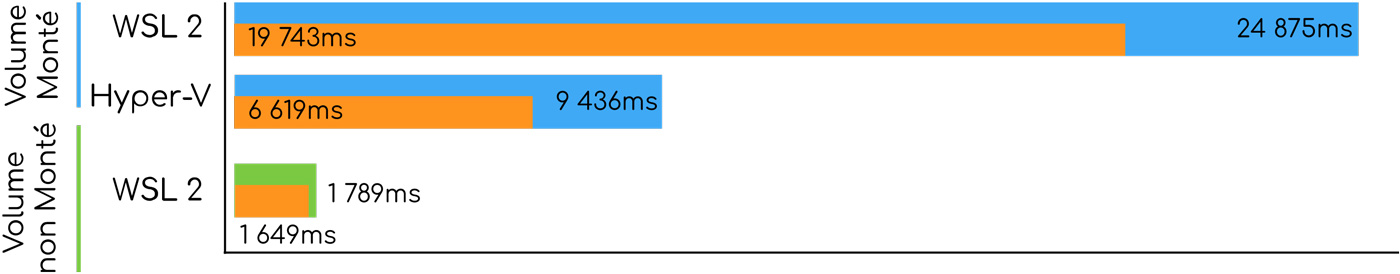 Volume
Monté
WSL 2
19 743ms
24 875ms
Hyper-V
6 619ms
9 436ms
Volume
non Monté
WSL 2
1 789ms
1 649ms